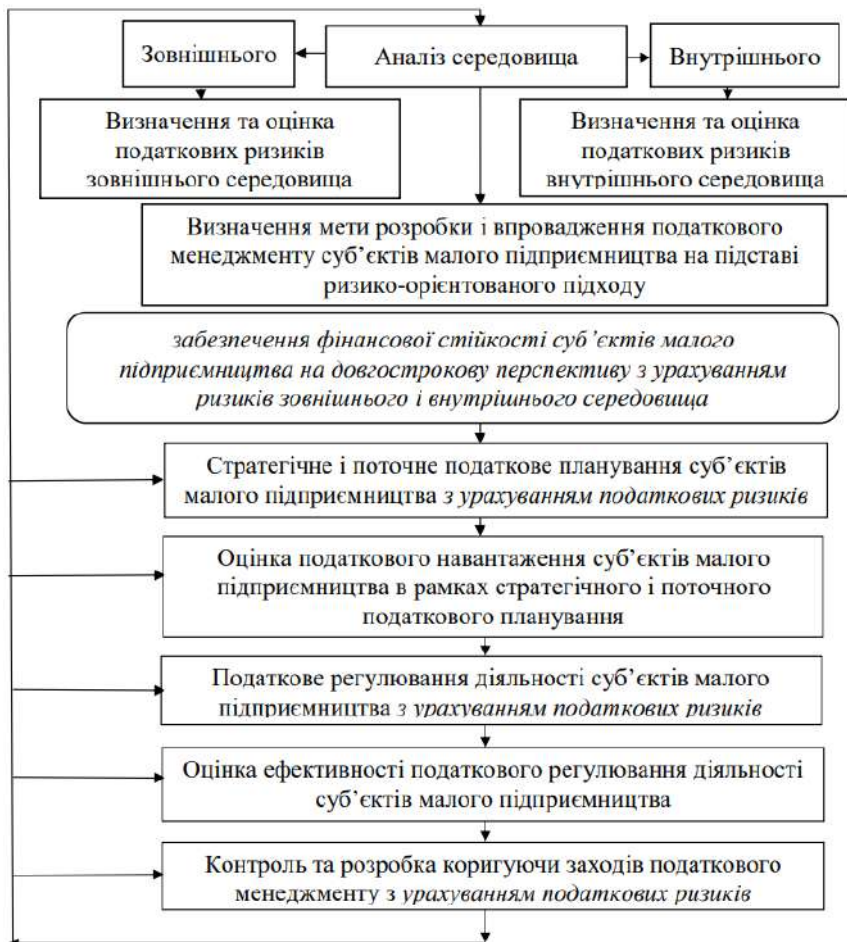 Зовнішнього
Аналіз середовища
Внутрішнього
Визначення та оцінка
податкових ризиків
зовнішнього середовища
Визначення та оцінка
податкових ризиків
внутрішнього середовища
Визначення мети розробки і впровадження податкового
менеджменту суб’єктів малого підприємництва на підставі
ризико-орієнтованого підходу
забезпечення фінансової стійкості суб’єктів малого
підприємництва на довгострокову перспективу з урахуванням
ризиків зовнішнього і внутрішнього середовища
Стратегічне і поточне податкове планування суб’єктів
малого підприємництва з урахуванням податкових ризиків
Оцінка податкового навантаження суб’єктів малого
підприємництва в рамках стратегічного і поточного
податкового планування
Податкове регулювання діяльності суб’єктів малого
підприємництва з урахуванням податкових ризиків
Оцінка ефективності податкового регулювання діяльності
суб’єктів малого підприємництва
Контроль та розробка коригуючи заходів податкового
менеджменту з урахуванням податкових ризиків